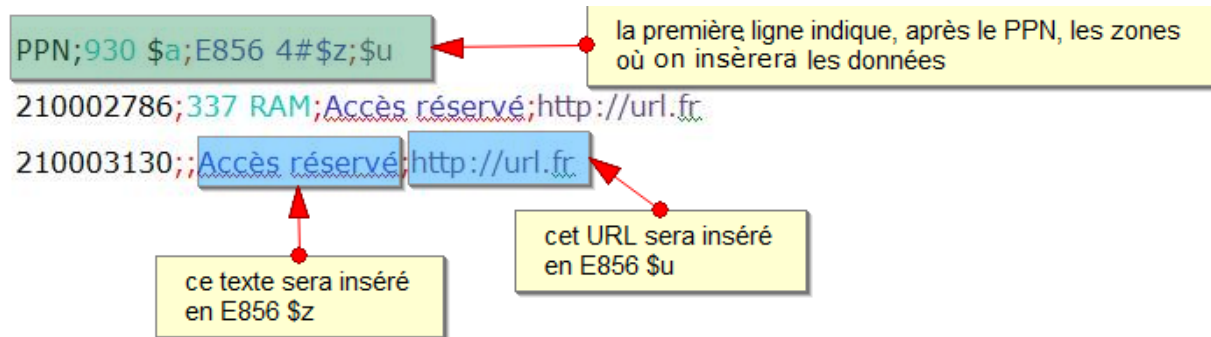 PPN;930 $a;E856 4#$z;$u
la première ligne indique, après le PPN, les zones
où on insèrera les données
210002786;337 RAM;Accès réservé;http://url.fr
210003130;;Accès réservé;http://url.fr
cet URL sera inséré
en E856 $u
ce texte sera inséré
en E856 $z